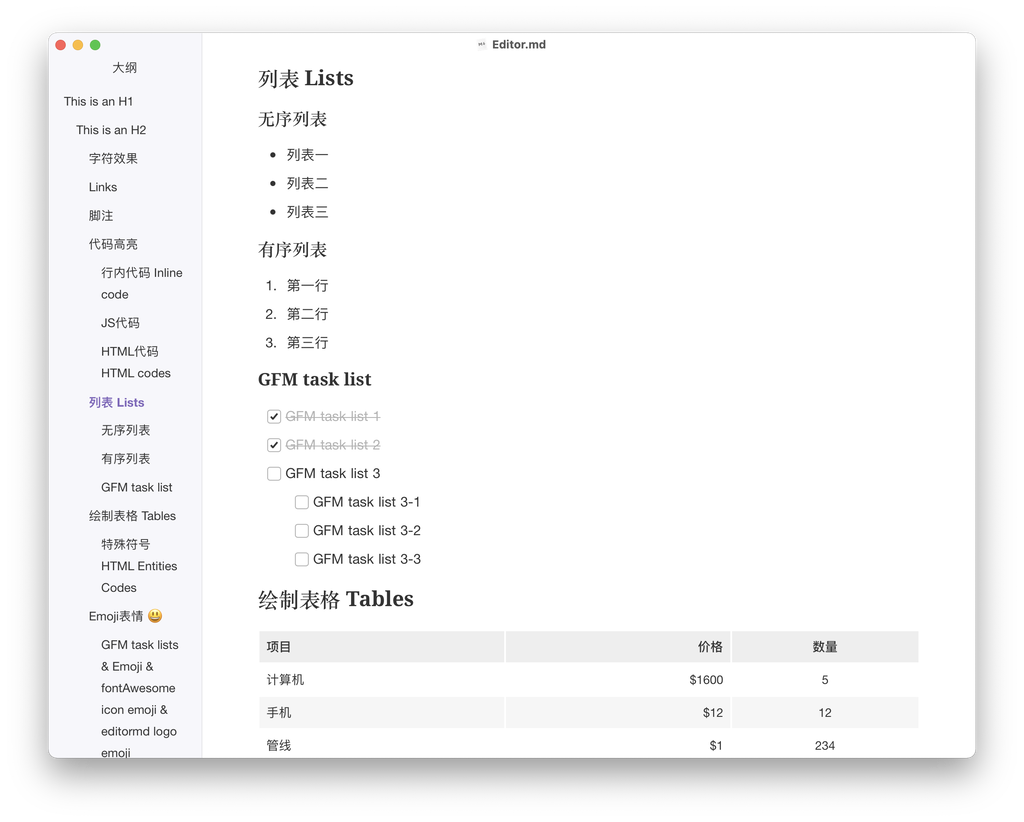 Editor.md
大纲
This is an H1
This is an H2
字符效果
Links
脚注
代码高亮
行内代码 Inline
code
JS代码
HTML代码
HTML codes
列表 Lists
无序列表
有序列表
GFM task list
绘制表格 Tables
特殊符号
HTML Entities
Codes
Emoji表情 😃
GFM task lists
& Emoji &
fontAwesome
icon emoji &
editormd logo
emoji
列表 Lists
无序列表
列表一
列表二
列表三
有序列表
1. 第一行
2. 第二行
3. 第三行
GFM task list
GFM task list 1
GFM task list 2
GFM task list 3
GFM task list 3-1
GFM task list 3-2
GFM task list 3-3
绘制表格 Tables
项目 价格 数量
计算机 $1600 5
手机 $12 12
管线 $1 234